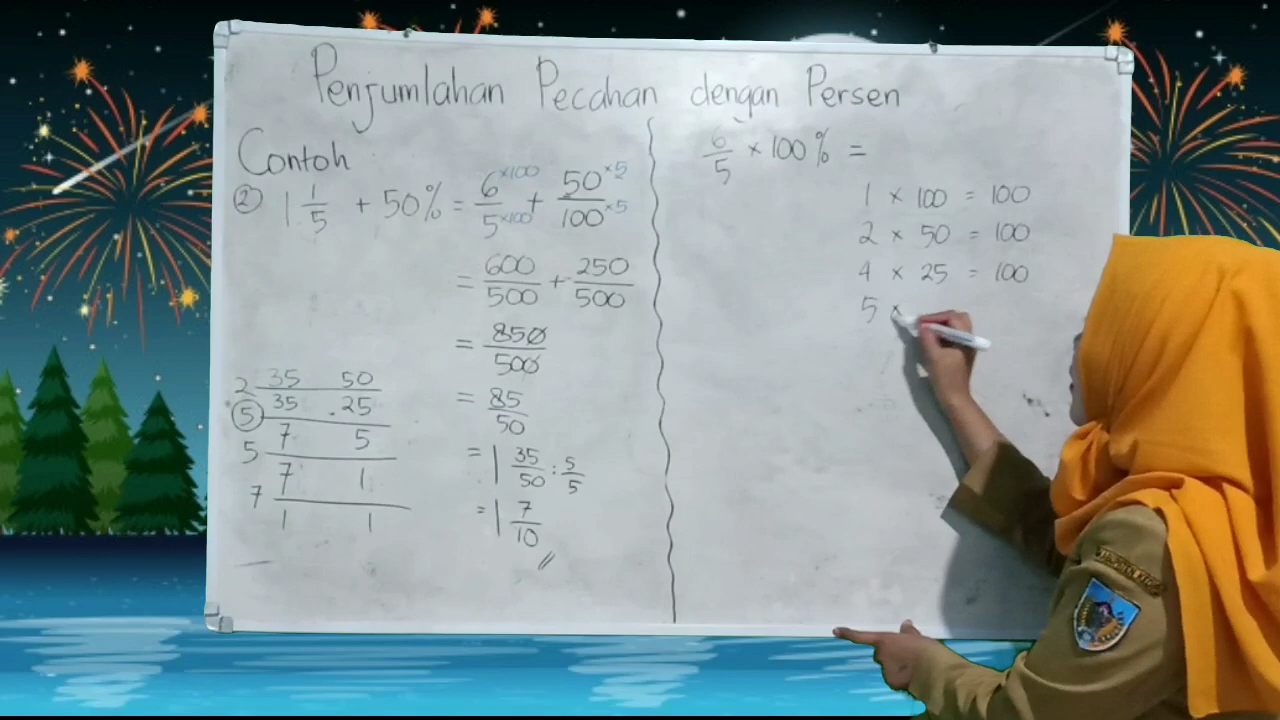 Penjumlahan Pecahan dengan Persen
Contoh
② 1 1/5 + 50% = 6×100/5×100 + 50×5/100×5
= 600/500 + 250/500
= 850/500
= 85/50
= 1 35/50 : 5/5
= 1 7/10 //
2 35 50
⑤ 35 .25
5 7 5
7 7 1
1 1
6/5 × 100% =
1 × 100 = 100
2 × 50 = 100
4 × 25 = 100
5 ×